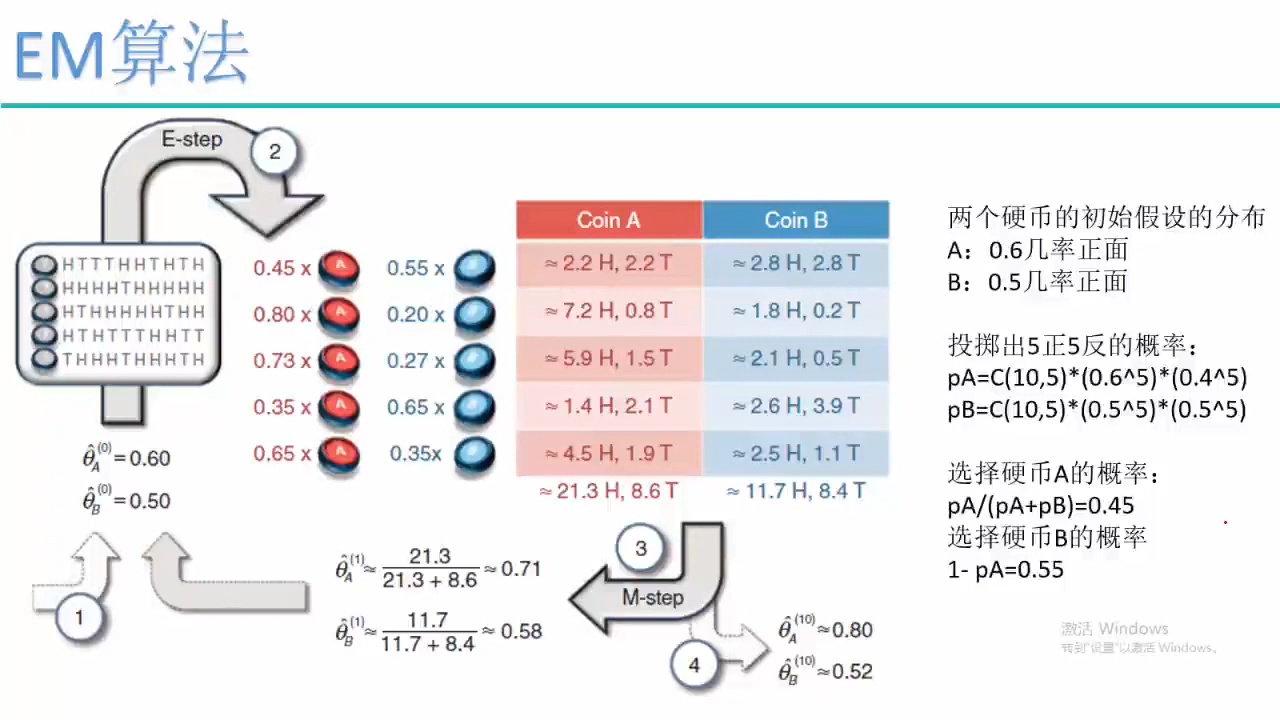 EM算法
E-step
2
H T T T H H T H T H
H H H H T H H H H H
H T H H H H H T H H
H T H T T T H H T T
T H H H T H H H T H
θ̂A(0)=0.60
θ̂B(0)=0.50
1
0.45 x A 0.55 x
0.80 x A 0.20 x
0.73 x A 0.27 x
0.35 x A 0.65 x
0.65 x A 0.35x
Coin A Coin B
≈ 2.2 H, 2.2 T ≈ 2.8 H, 2.8 T
≈ 7.2 H, 0.8 T ≈ 1.8 H, 0.2 T
≈ 5.9 H, 1.5 T ≈ 2.1 H, 0.5 T
≈ 1.4 H, 2.1 T ≈ 2.6 H, 3.9 T
≈ 4.5 H, 1.9 T ≈ 2.5 H, 1.1 T
≈ 21.3 H, 8.6 T ≈ 11.7 H, 8.4 T
3
M-step
θ̂A(1)≈ 21.3 / 21.3 + 8.6 ≈ 0.71
θ̂B(1)≈ 11.7 / 11.7 + 8.4 ≈ 0.58
4
θ̂A(10)≈0.80
θ̂B(10)≈0.52
两个硬币的初始假设的分布
A：0.6几率正面
B：0.5几率正面
投掷出5正5反的概率：
pA=C(10,5)*(0.6^5)*(0.4^5)
pB=C(10,5)*(0.5^5)*(0.5^5)
选择硬币A的概率：
pA/(pA+pB)=0.45
选择硬币B的概率
1- pA=0.55
激活 Windows
转到"设置"以激活 Windows。